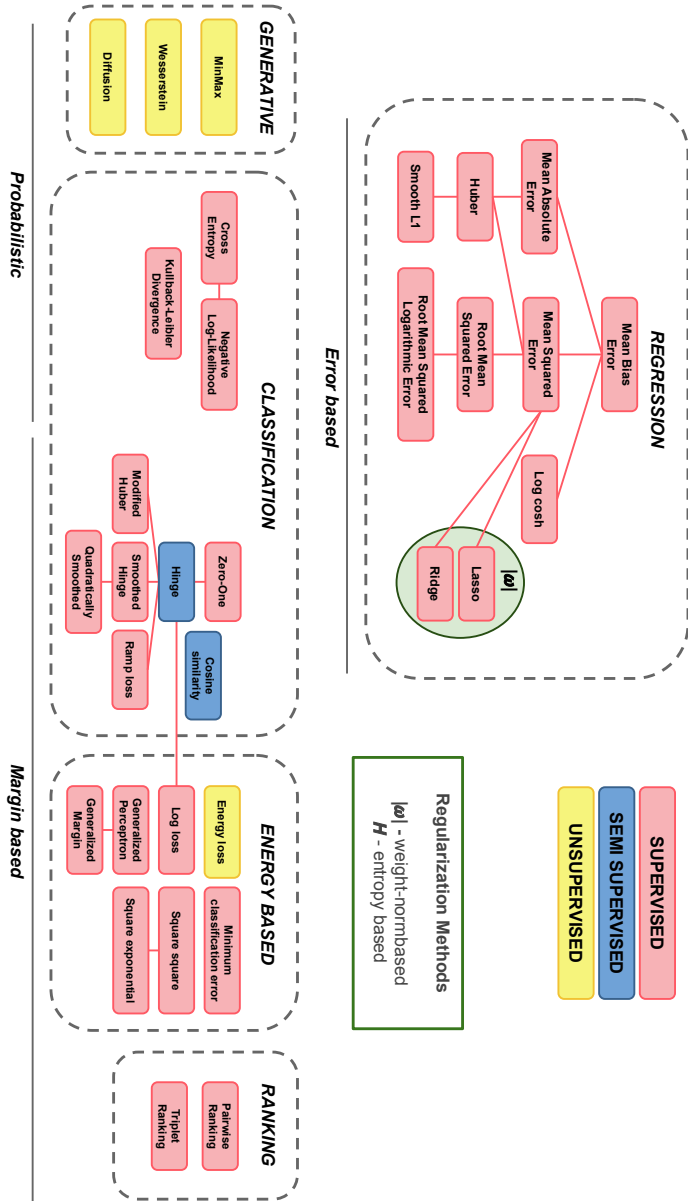 REGRESSION
Mean Bias
Error
Mean Absolute
Error
Mean Squared
Error
Log cosh
Huber
Root Mean
Squared Error
Smooth L1
Root Mean Squared
Logarithmic Error
|ω|
Lasso
Ridge
Error based
SUPERVISED
SEMI SUPERVISED
UNSUPERVISED
Regularization Methods
|ω| - weight-normbased
H - entropy based
GENERATIVE
MinMax
Wesserstein
Diffusion
CLASSIFICATION
Cross
Entropy
Negative
Log-Likelihood
Kullback-Leibler
Divergence
Zero-One
Hinge
Cosine
similarity
Modified
Huber
Smoothed
Hinge
Ramp loss
Quadratically
Smoothed
ENERGY BASED
Energy loss
Minimum
classification error
Log loss
Square square
Generalized
Perceptron
Square exponential
Generalized
Margin
RANKING
Pairwise
Ranking
Triplet
Ranking
Probabilistic
Margin based